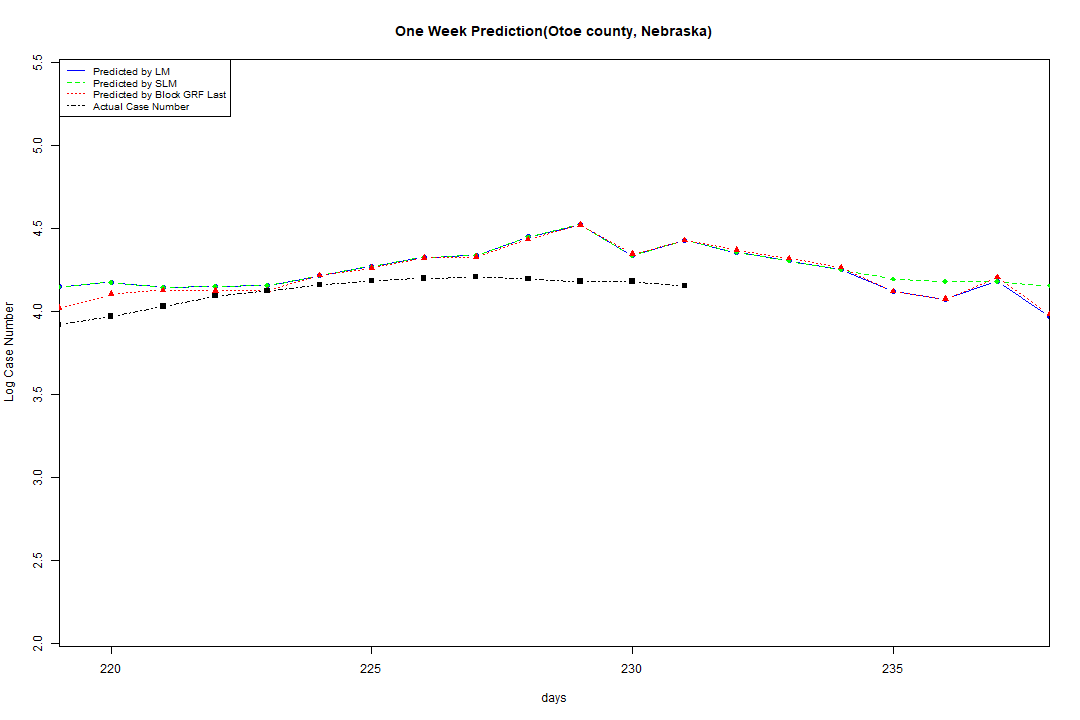 One Week Prediction(Otoe county, Nebraska)
Predicted by LM
Predicted by SLM
Predicted by Block GRF Last
Actual Case Number
5.5
5.0
4.5
4.0
3.5
3.0
2.5
2.0
Log Case Number
220
225
230
235
days